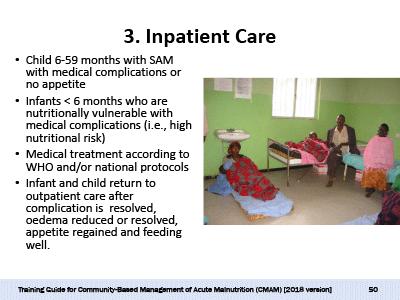 3. Inpatient Care
• Child 6-59 months with SAM
with medical complications or
no appetite
• Infants < 6 months who are
nutritionally vulnerable with
medical complications (i.e., high
nutritional risk)
• Medical treatment according to
WHO and/or national protocols
• Infant and child return to
outpatient care after
complication is  resolved,
oedema reduced or resolved,
appetite regained and feeding
well.
Training Guide for Community-Based Management of Acute Malnutrition (CMAM) [2018 version]
50